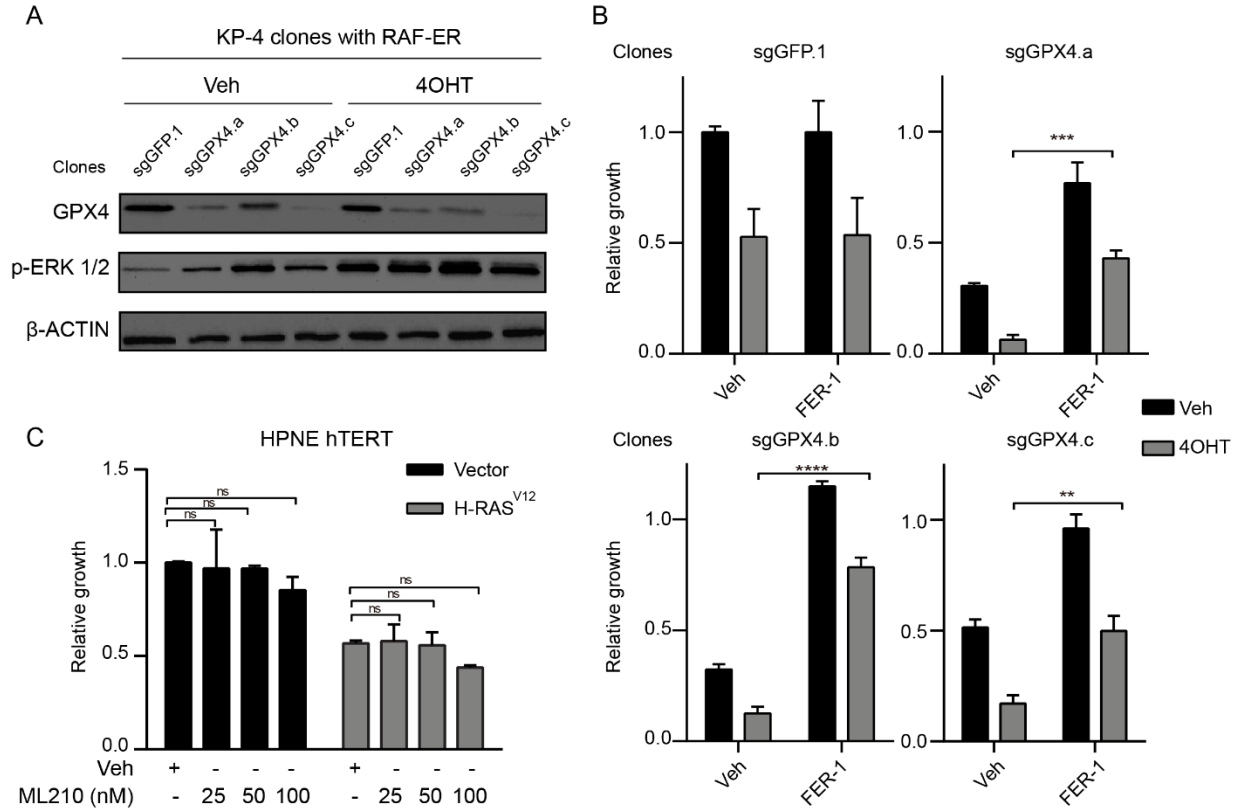 A
KP-4 clones with RAF-ER
Veh 4OHT
Clones sgGFP.1 sgGPX4.a sgGPX4.b sgGPX4.c sgGFP.1 sgGPX4.a sgGPX4.b sgGPX4.c
GPX4
p-ERK 1/2
β-ACTIN
B
Clones sgGFP.1 sgGPX4.a
Relative growth
1.0
0.5
0.0
Veh FER-1
1.0
0.5
0.0
***
Veh FER-1
Veh
4OHT
Clones sgGPX4.b sgGPX4.c
Relative growth
1.0
0.5
0.0
****
Veh FER-1
1.0
0.5
0.0
**
Veh FER-1
C
HPNE hTERT
Vector
H-RASV12
Relative growth
1.5
1.0
0.5
0.0
ns
ns
ns
ns
ns
ns
Veh + - - - + - - -
ML210 (nM) - 25 50 100 - 25 50 100